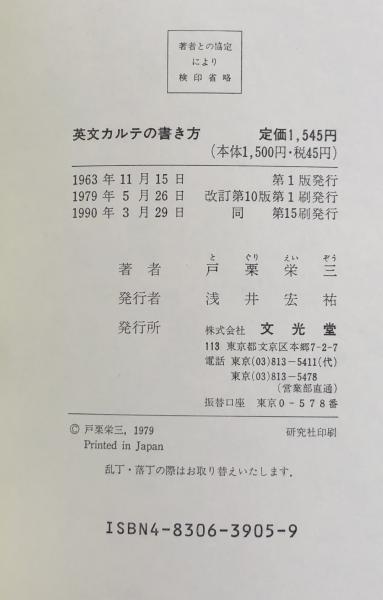 著者との協定
により
検印省略
英文カルテの書き方 定価1,545円
(本体1,500円・税45円)
1963年11月15日 第1版発行
1979年5月26日 改訂第10版第1刷発行
1990年3月29日 同 第15刷発行
と ぐり えい ぞう
著者 戸栗栄三
発行者 浅井宏祐
発行所 株式会社 文光堂
113 東京都文京区本郷7-2-7
電話 東京(03)813-5411(代)
東京(03)813-5478
(営業部直通)
振替口座 東京0-578番
© 戸栗栄三, 1979 研究社印刷
Printed in Japan
乱丁・落丁の際はお取り替えいたします.
ISBN4-8306-3905-9